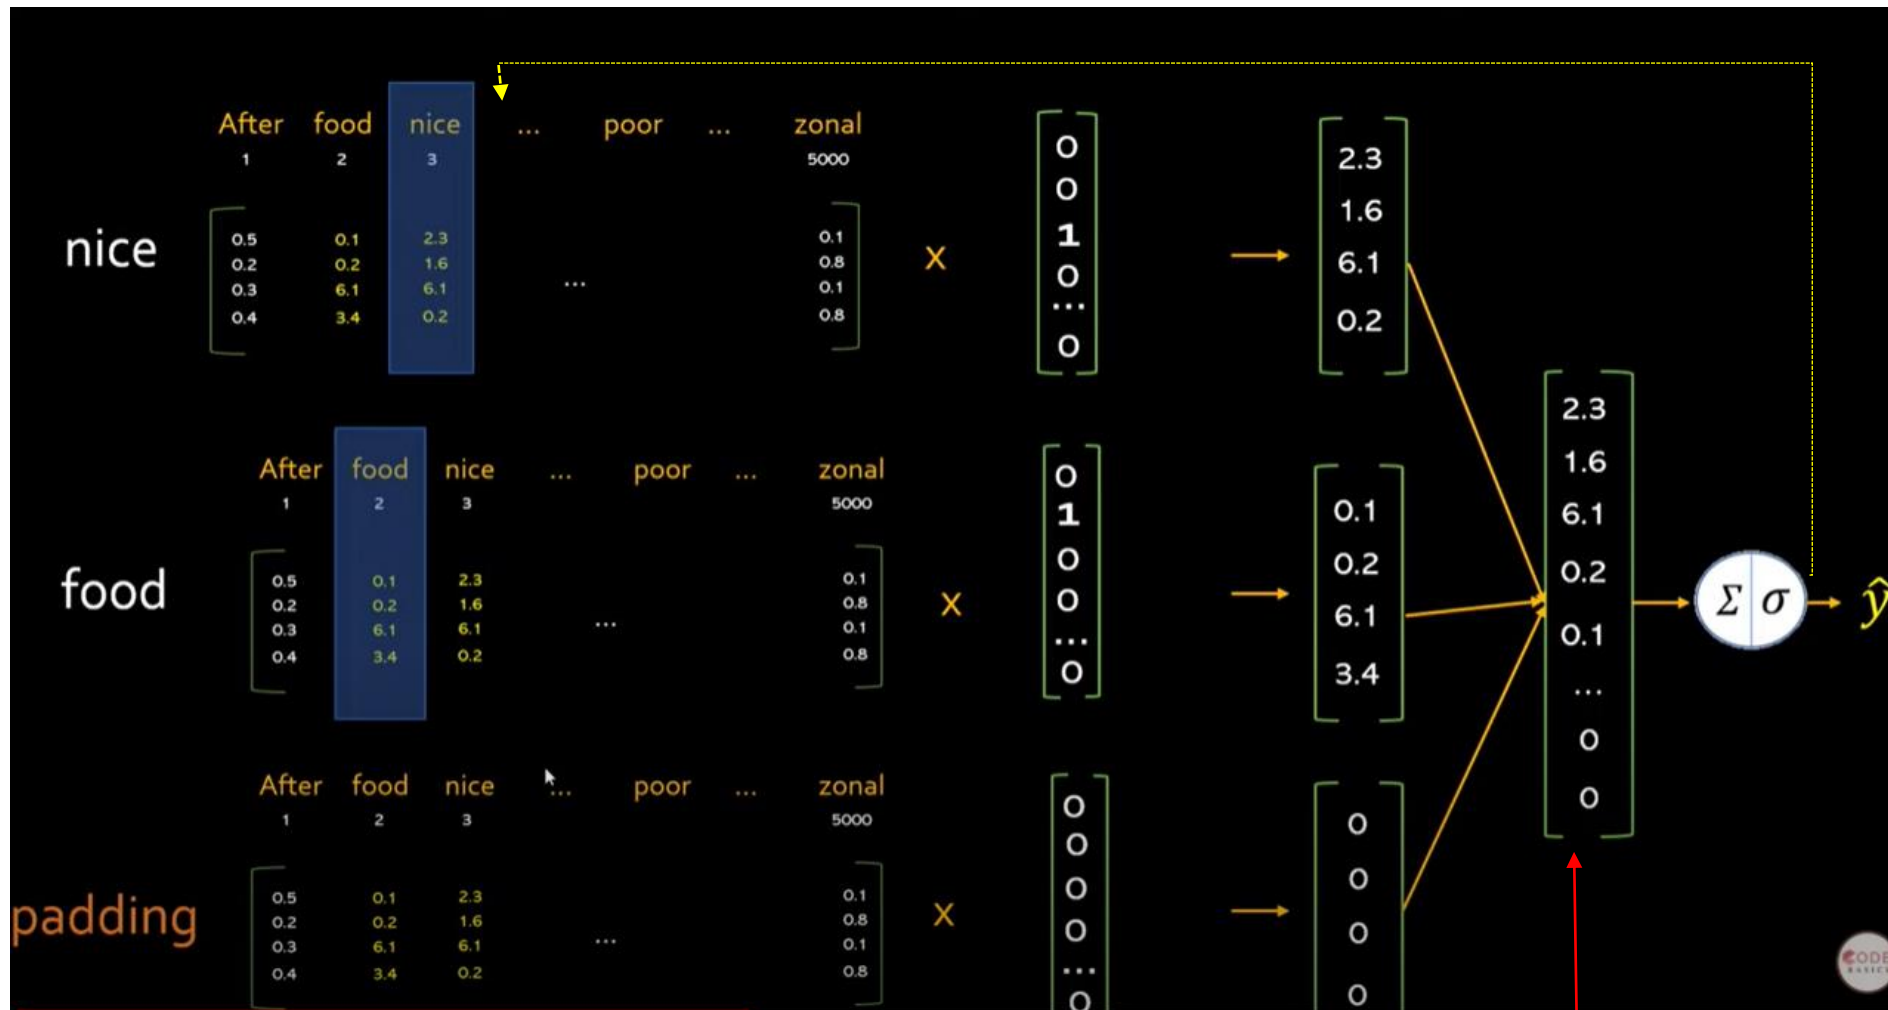 After food nice ... poor ... zonal
1 2 3 5000
nice
0.5 0.1 2.3 0.1
0.2 0.2 1.6 0.8
0.3 6.1 6.1 ... 0.1
0.4 3.4 0.2 0.8
x
0
0
1
0
...
0
2.3
1.6
6.1
0.2
After food nice ... poor ... zonal
1 2 3 5000
food
0.5 0.1 2.3 0.1
0.2 0.2 1.6 0.8
0.3 6.1 6.1 ... 0.1
0.4 3.4 0.2 0.8
x
0
1
0
0
...
0
0.1
0.2
6.1
3.4
2.3
1.6
6.1
0.2
0.1
...
0
0
Σ σ
ŷ
After food nice ... poor ... zonal
1 2 3 5000
padding
0.5 0.1 2.3 0.1
0.2 0.2 1.6 0.8
0.3 6.1 6.1 ... 0.1
0.4 3.4 0.2 0.8
x
0
0
0
0
...
0
0
0
0
0
CODE
BASICS